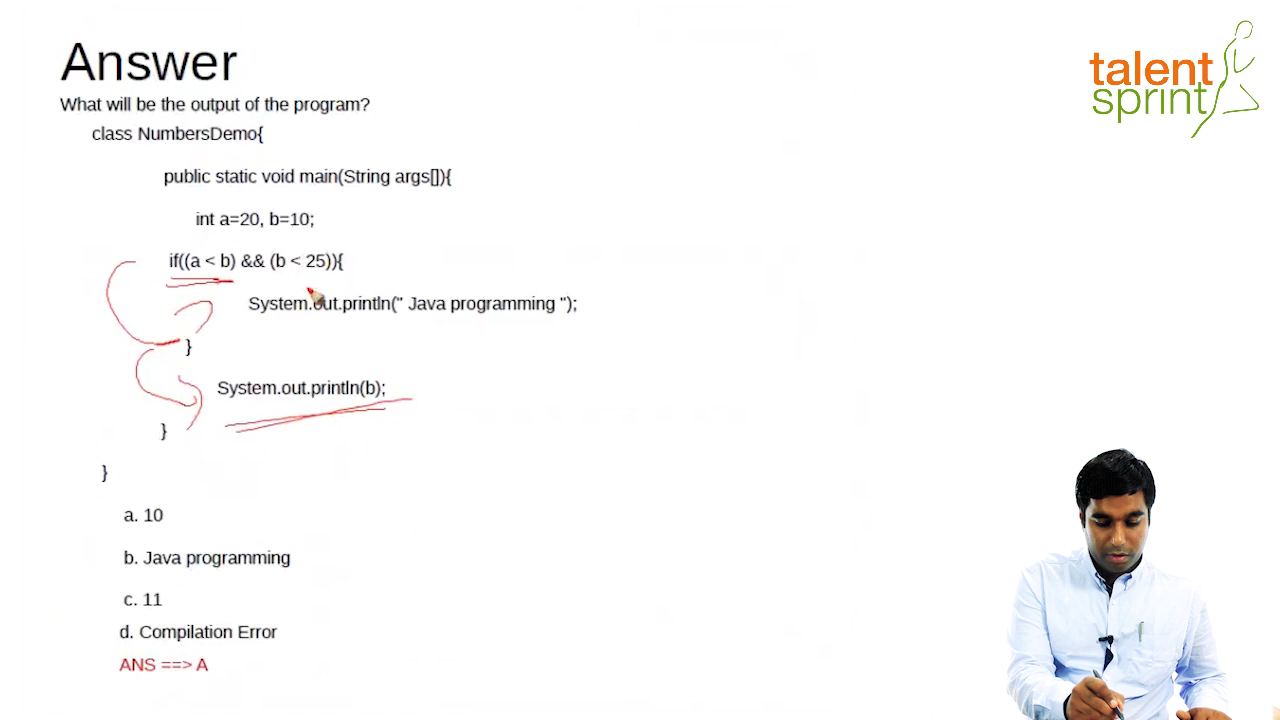 Answer
talent
sprint
What will be the output of the program?
class NumbersDemo{
public static void main(String args[]){
int a=20, b=10;
if((a < b) && (b < 25)){
System.out.println(" Java programming ");
}
System.out.println(b);
}
}
a. 10
b. Java programming
c. 11
d. Compilation Error
ANS ==> A